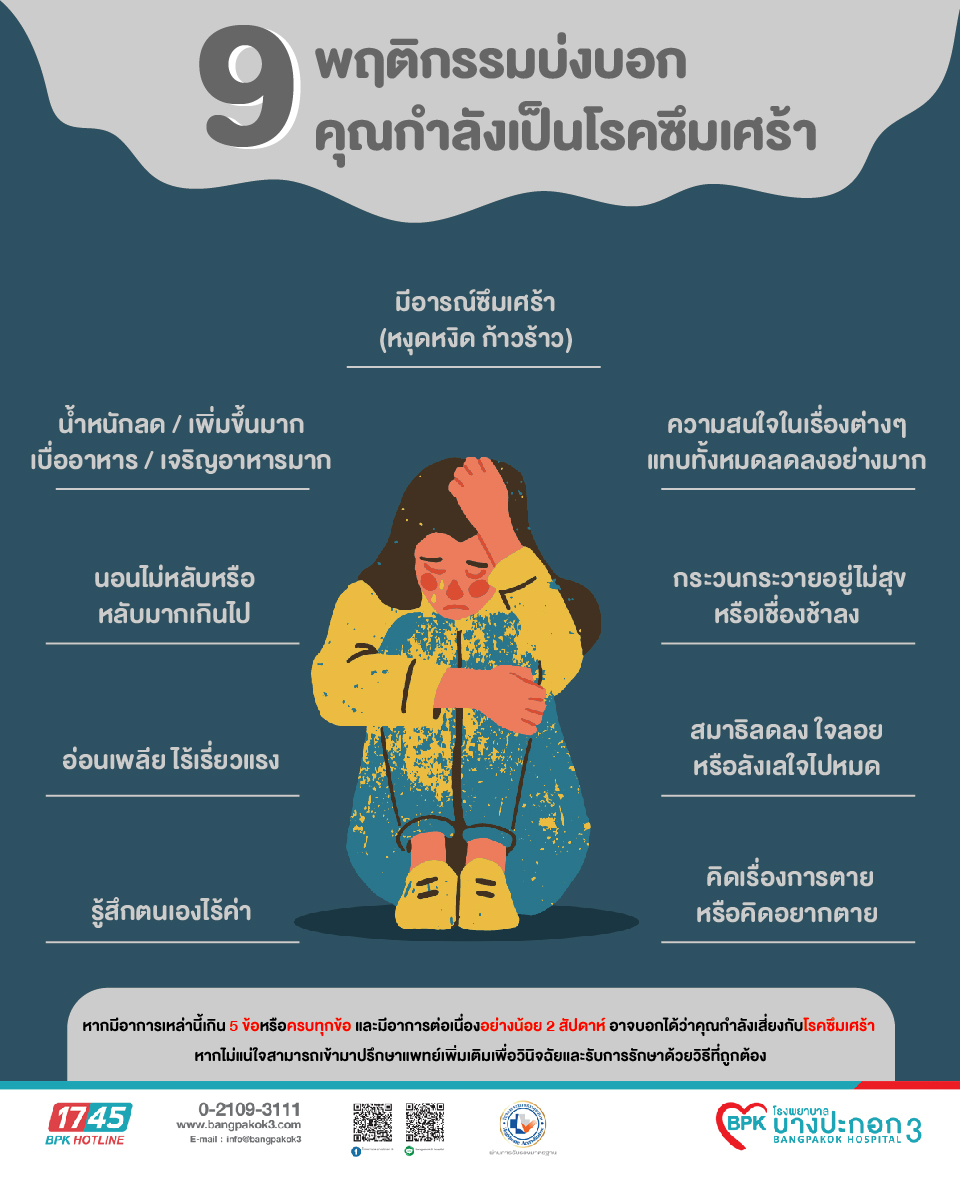 9
พฤติกรรมบ่งบอก
คุณกำลังเป็นโรคซึมเศร้า
มีอารณ์ซึมเศร้า
(หงุดหงิด ก้าวร้าว)
น้ำหนักลด / เพิ่มขึ้นมาก
เบื่ออาหาร / เจริญอาหารมาก
ความสนใจในเรื่องต่างๆ
แทบทั้งหมดลดลงอย่างมาก
นอนไม่หลับหรือ
หลับมากเกินไป
กระวนกระวายอยู่ไม่สุข
หรือเชื่องช้าลง
อ่อนเพลีย ไร้เรี่ยวแรง
สมาธิลดลง ใจลอย
หรือลังเลใจไปหมด
รู้สึกตนเองไร้ค่า
คิดเรื่องการตาย
หรือคิดอยากตาย
หากมีอาการเหล่านี้เกิน 5 ข้อหรือครบทุกข้อ และมีอาการต่อเนื่องอย่างน้อย 2 สัปดาห์ อาจบอกได้ว่าคุณกำลังเสี่ยงกับโรคซึมเศร้า
หากไม่แน่ใจสามารถเข้ามาปรึกษาแพทย์เพิ่มเติมเพื่อวินิจฉัยและรับการรักษาด้วยวิธีที่ถูกต้อง
1745
BPK HOTLINE
0-2109-3111
www.bangpakok3.com
E-mail : info@bangpakok3
BPK
โรงพยาบาล
บางปะกอก 3
BANGPAKOK HOSPITAL